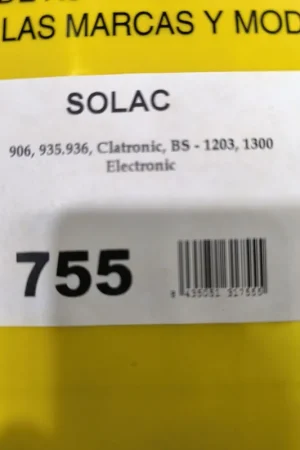 LAS MARCAS Y MOD
SOLAC
906, 935.936, Clatronic, BS - 1203, 1300
Electronic
755